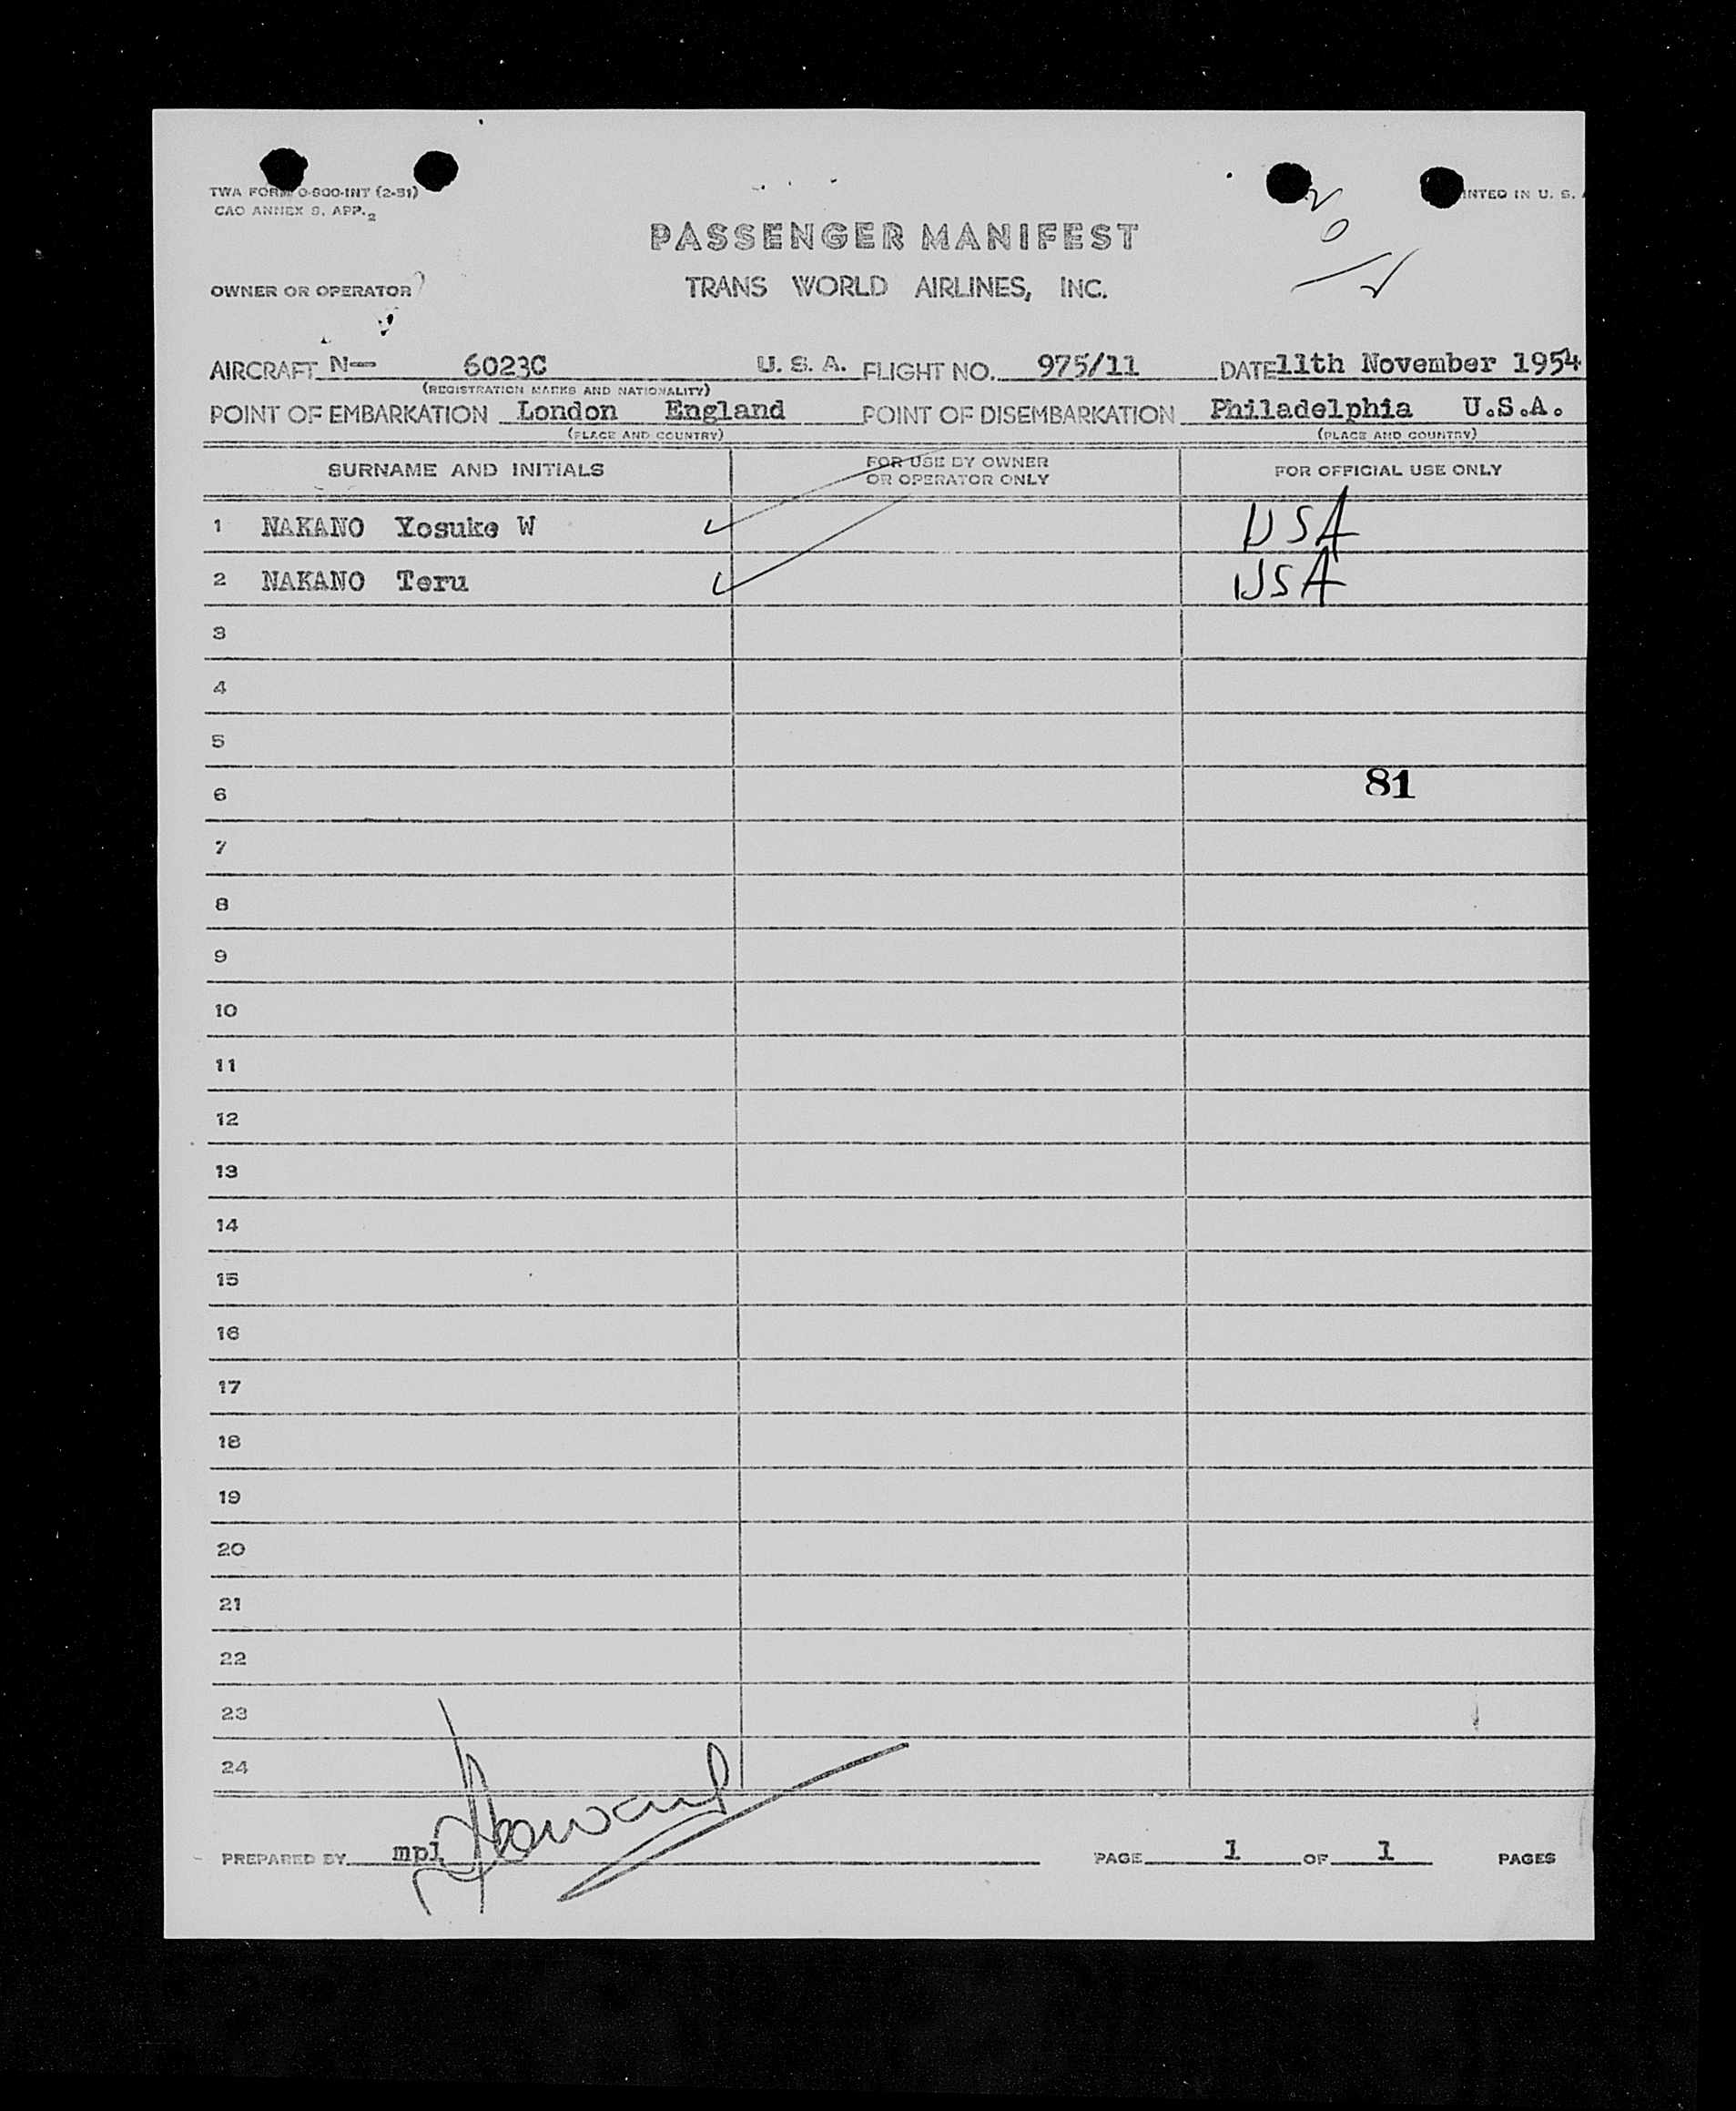 TWA FORM O-800-INT (2-51)
CAO ANNEX 9, APP. 2
INTED IN U. S.
PASSENGER MANIFEST
OWNER OR OPERATOR
TRANS WORLD AIRLINES, INC.
AIRCRAFT N— 6023C U. S. A. FLIGHT NO. 975/11 DATE 11th November 1954
(REGISTRATION MARKS AND NATIONALITY)
POINT OF EMBARKATION London England POINT OF DISEMBARKATION Philadelphia U.S.A.
(PLACE AND COUNTRY) (PLACE AND COUNTRY)
SURNAME AND INITIALS
FOR USE BY OWNER
OR OPERATOR ONLY
FOR OFFICIAL USE ONLY
1 NAKANO Yosuke W USA
2 NAKANO Teru USA
3
4
5
6 81
7
8
9
10
11
12
13
14
15
16
17
18
19
20
21
22
23
24
PREPARED BY mpl PAGE 1 OF 1 PAGES